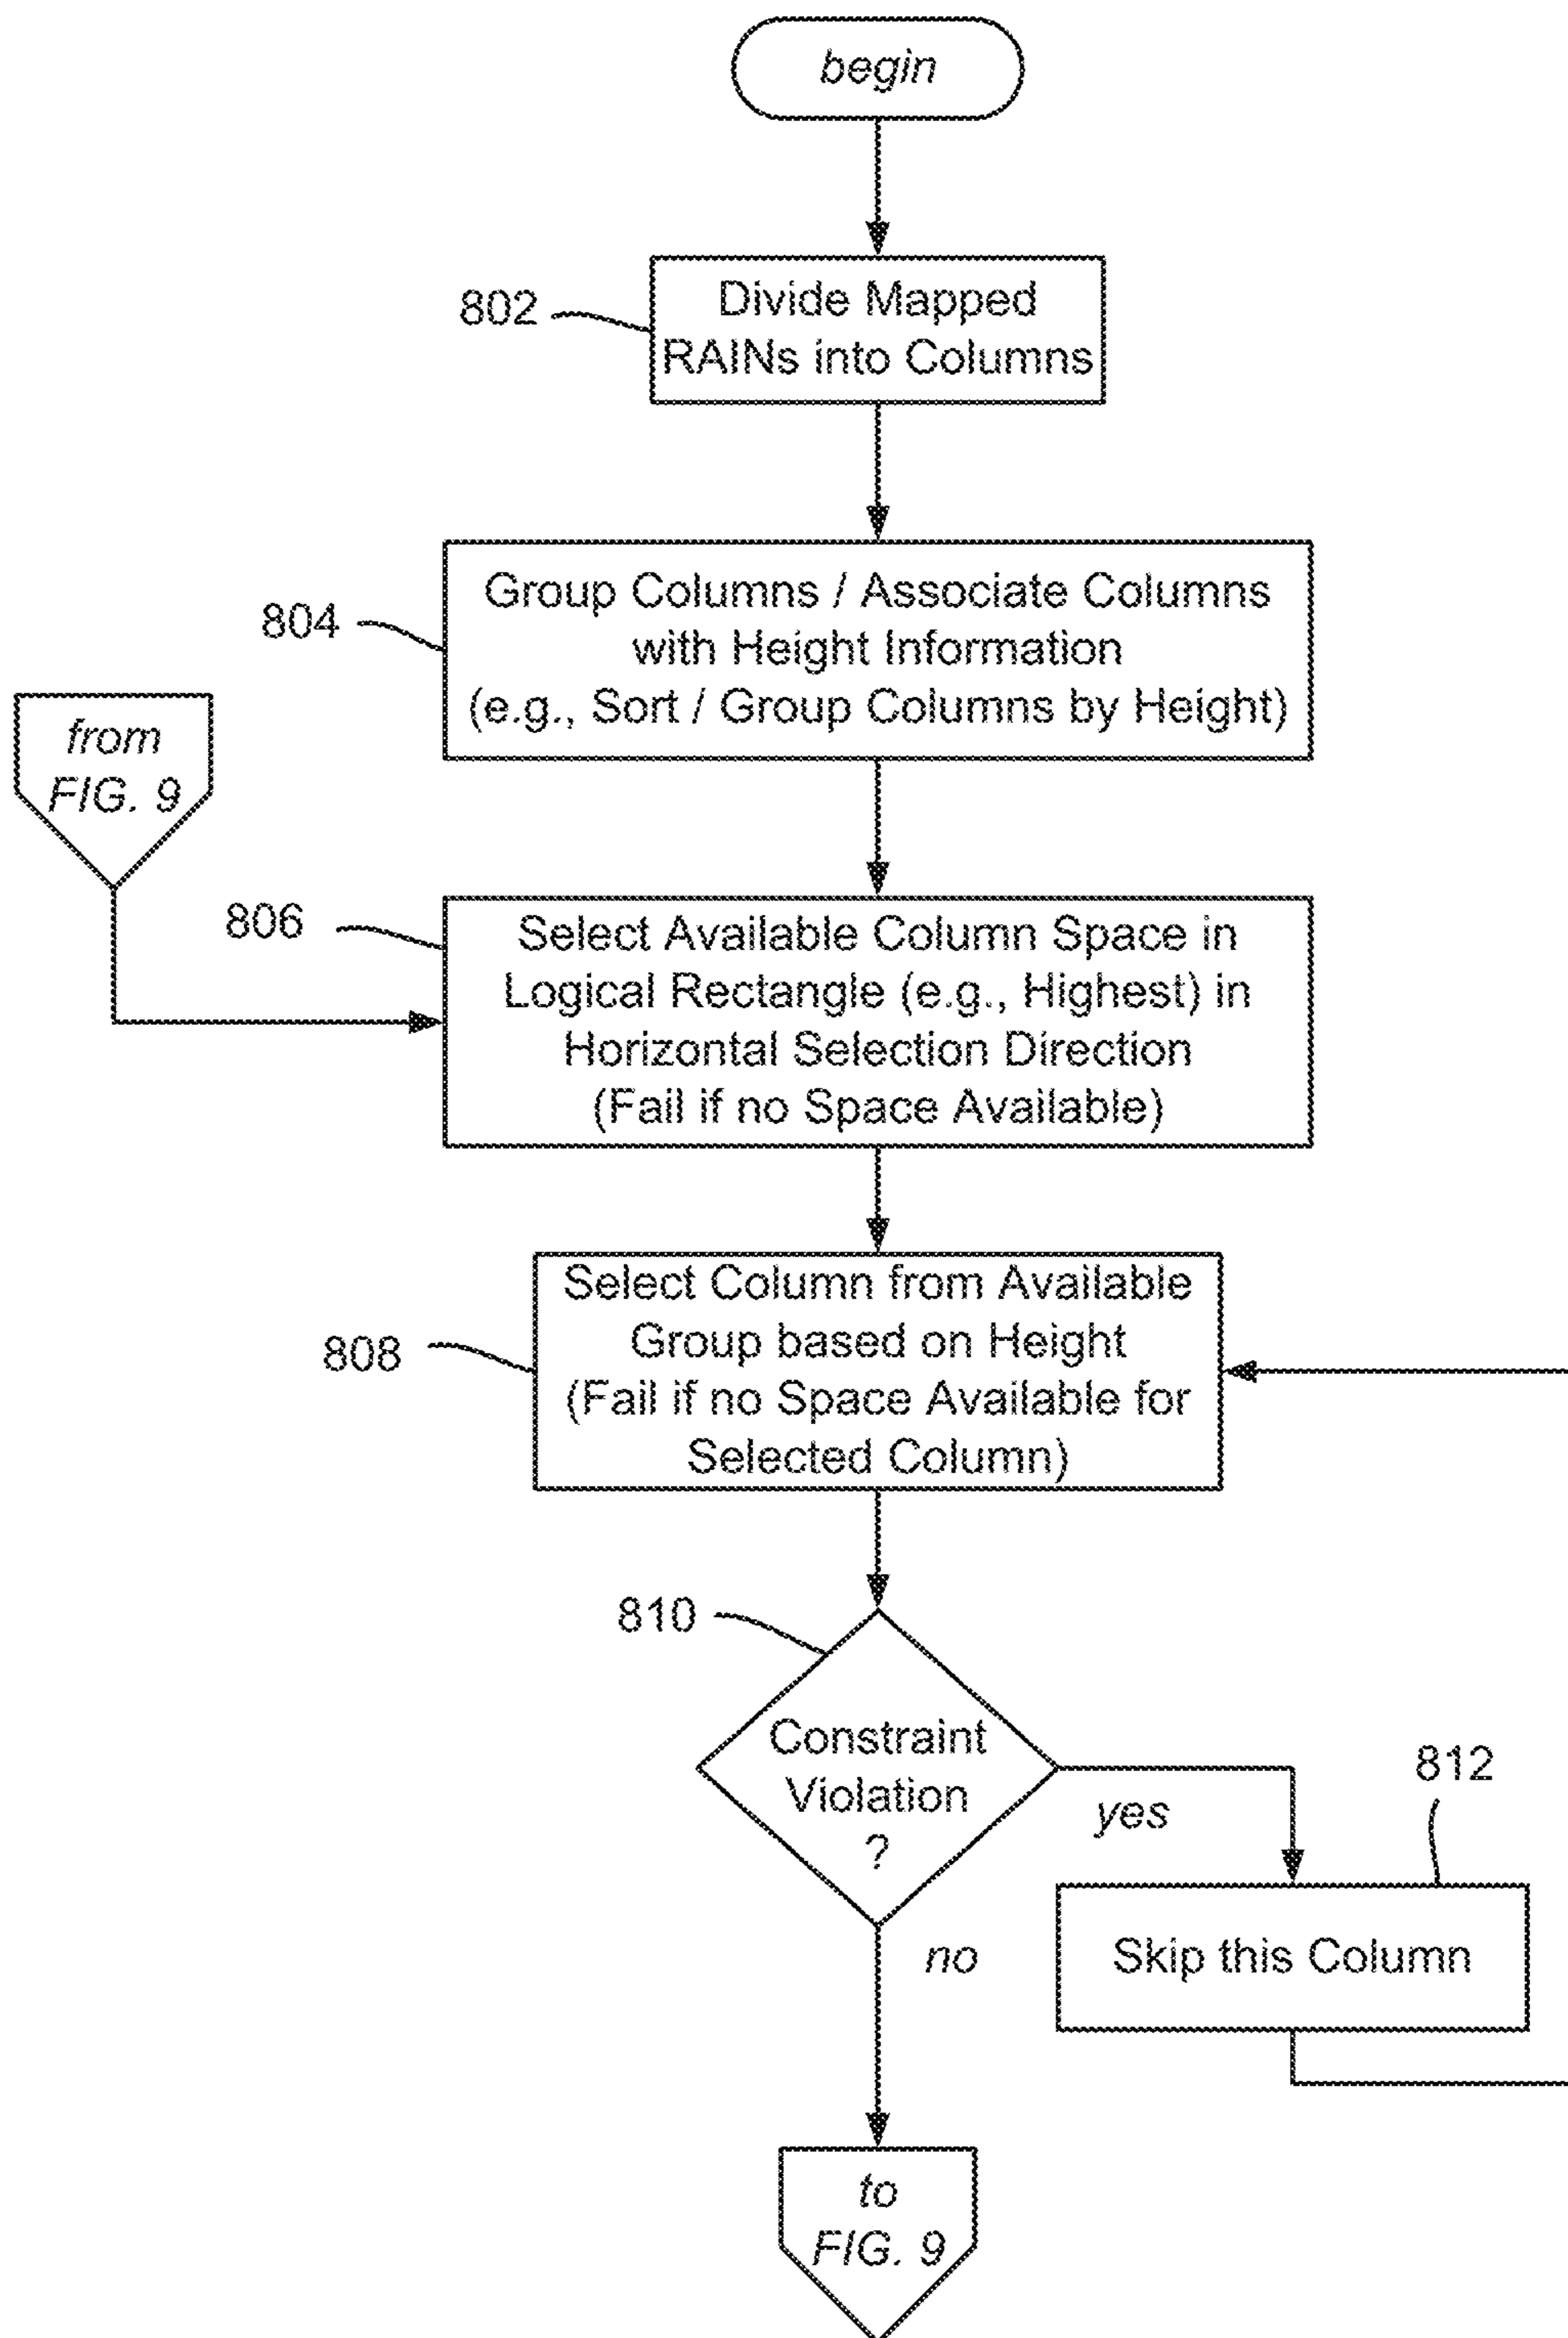 begin
802
Divide Mapped
RAINs into Columns
804
Group Columns / Associate Columns
with Height Information
(e.g., Sort / Group Columns by Height)
from
FIG. 9
806
Select Available Column Space in
Logical Rectangle (e.g., Highest) in
Horizontal Selection Direction
(Fail if no Space Available)
808
Select Column from Available
Group based on Height
(Fail if no Space Available for
Selected Column)
810
Constraint
Violation
?
yes
812
no
Skip this Column
to
FIG. 9